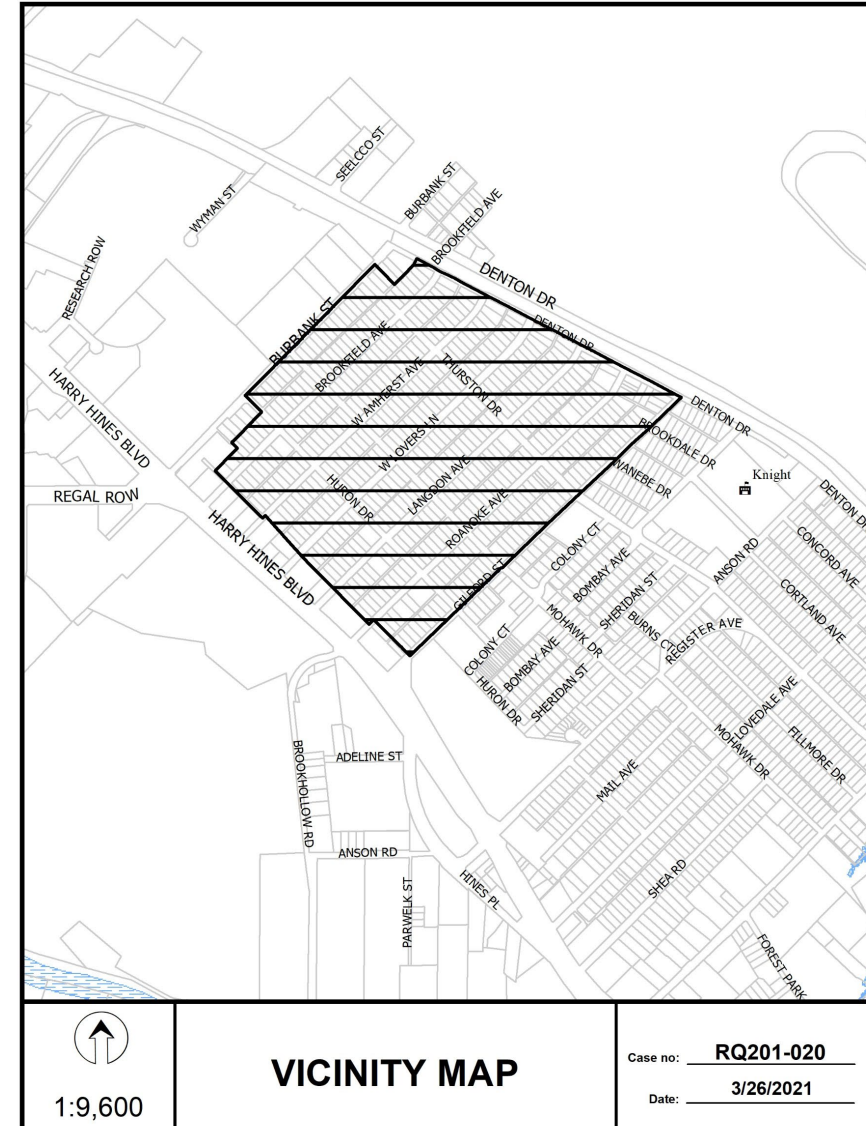 SEELCCO ST
BURBANK ST
WYMAN ST
BROOKFIELD AVE
RESEARCH ROW
DENTON DR
DENTON DR
BURBANK ST
BROOKFIELD AVE
THURSTON DR
W AMHERST AVE
HARRY HINES BLVD
DENTON DR
W LOVERS LN
BROOKDALE DR
WANEBE DR
Knight
REGAL ROW
HURON DR
LANGDON AVE
ROANOKE AVE
DENTON DR
HARRY HINES BLVD
CONCORD AVE
ANSON RD
COLONY CT
BOMBAY AVE
CORTLAND AVE
GILFORD ST
SHERIDAN ST
MOHAWK DR
BURNS CT
REGISTER AVE
COLONY CT
BOMBAY AVE
SHERIDAN ST
HURON DR
LOVEDALE AVE
MOHAWK DR
FILLMORE DR
ADELINE ST
BROOKHOLLOW RD
MAIL AVE
ANSON RD
SHEA RD
HINES PL
PARWELK ST
FOREST PARK
1:9,600
VICINITY MAP
Case no: RQ201-020
Date: 3/26/2021